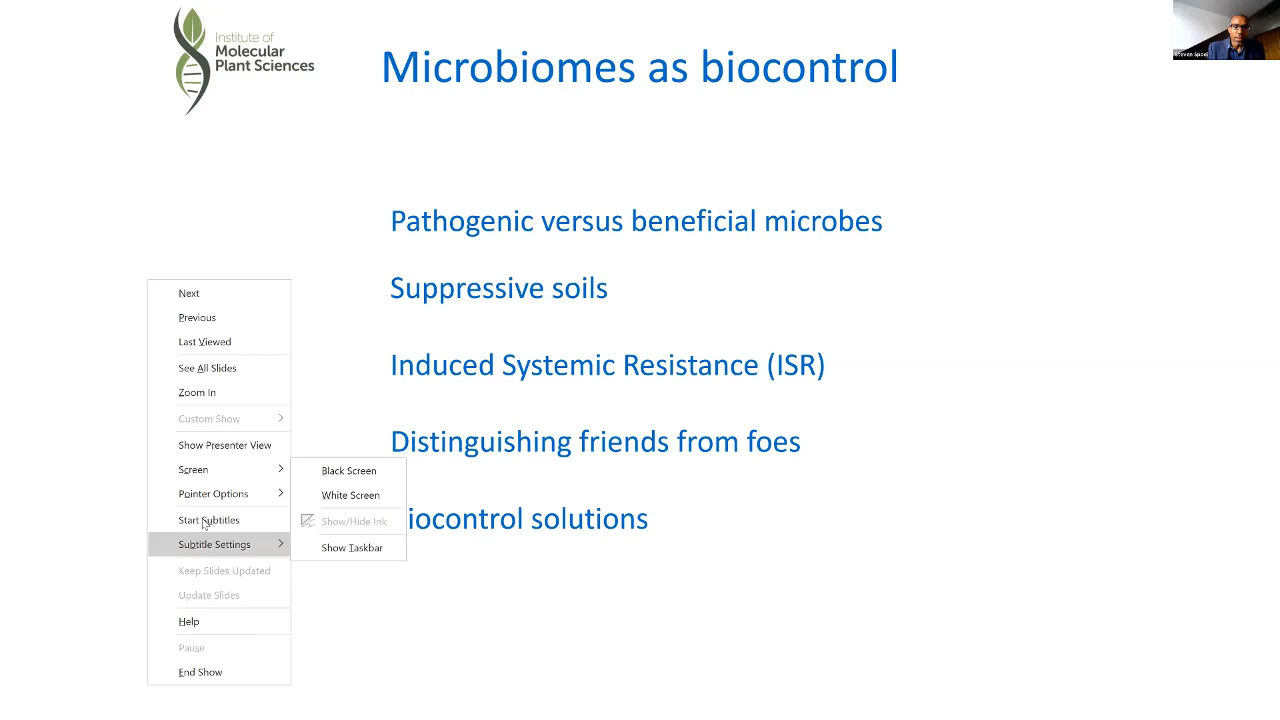 Institute of
Molecular
Plant Sciences
Microbiomes as biocontrol
Steven Spoel
Pathogenic versus beneficial microbes
Suppressive soils
Induced Systemic Resistance (ISR)
Distinguishing friends from foes
iocontrol solutions
Next
Previous
Last Viewed
See All Slides
Zoom In
Custom Show
Show Presenter View
Screen
Pointer Options
Start Subtitles
Subtitle Settings
Keep Slides Updated
Update Slides
Help
Pause
End Show
Black Screen
White Screen
Show/Hide Ink
Show Taskbar